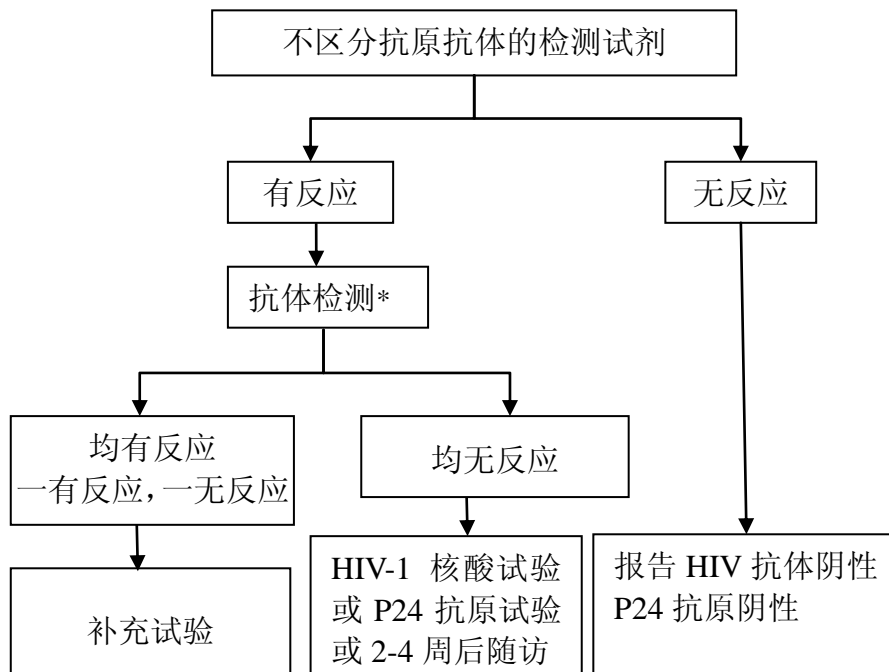 不区分抗原抗体的检测试剂
有反应
无反应
抗体检测*
均有反应
一有反应，一无反应
均无反应
补充试验
HIV-1 核酸试验
或 P24 抗原试验
或 2-4 周后随访
报告 HIV 抗体阴性
P24 抗原阴性